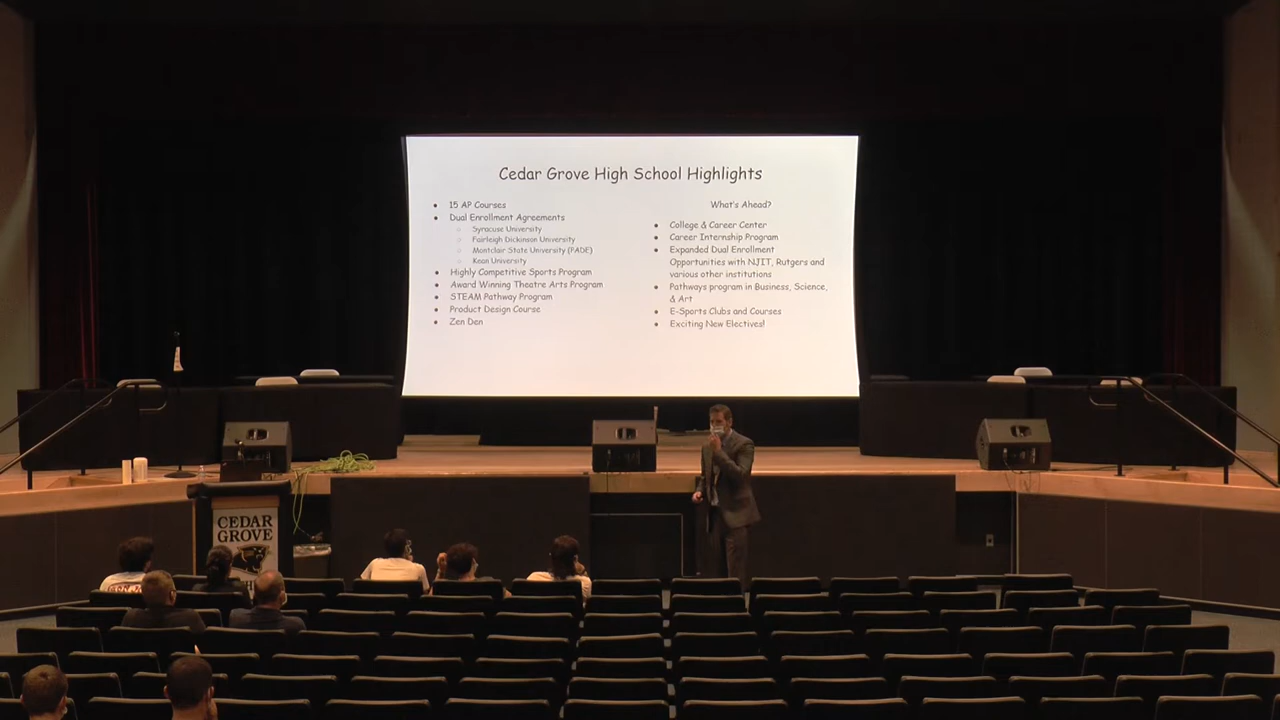 Cedar Grove High School Highlights
15 AP Courses
Dual Enrollment Agreements
Syracuse University
Fairleigh Dickinson University
Montclair State University (PADE)
Kean University
Highly Competitive Sports Program
Award Winning Theatre Arts Program
STEAM Pathway Program
Product Design Course
Zen Den
What's Ahead?
College & Career Center
Career Internship Program
Expanded Dual Enrollment
Opportunities with NJIT, Rutgers and
various other institutions
Pathways program in Business, Science,
& Art
E-Sports Clubs and Courses
Exciting New Electives!
CEDAR
GROVE